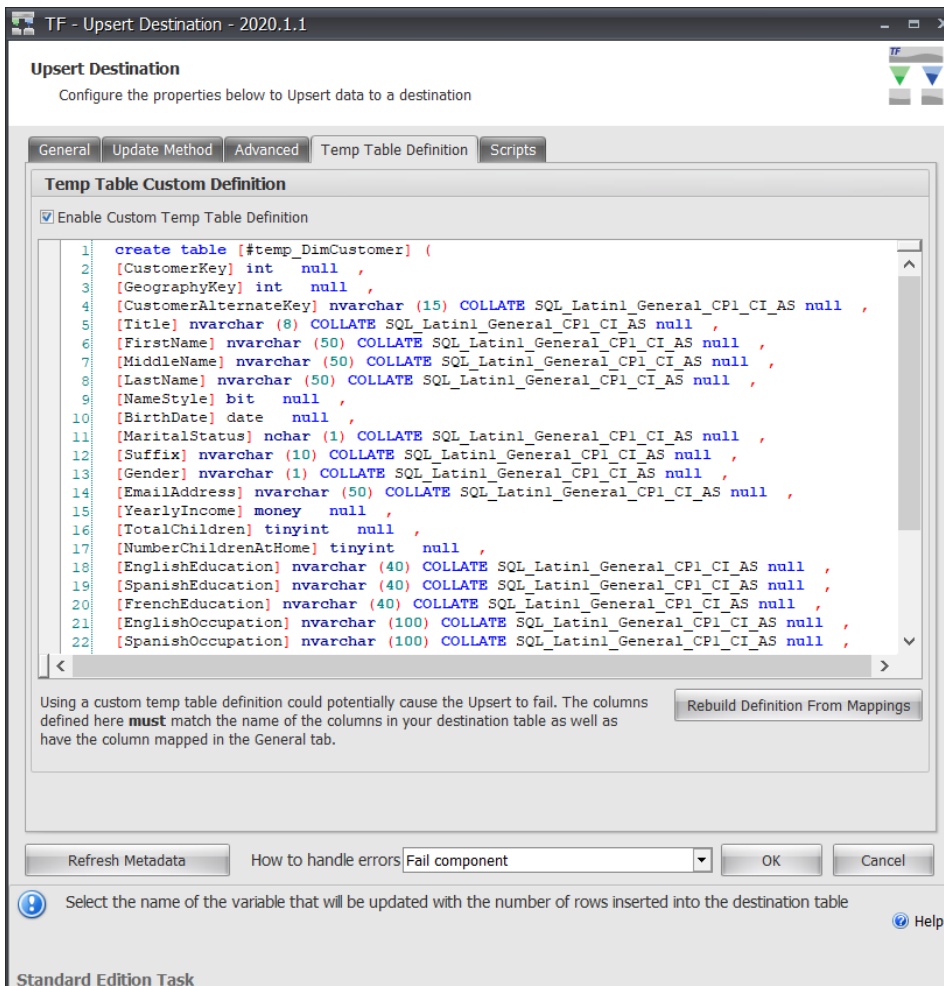 TF - Upsert Destination - 2020.1.1
TF
Upsert Destination
Configure the properties below to Upsert data to a destination
General Update Method Advanced Temp Table Definition Scripts
Temp Table Custom Definition
Enable Custom Temp Table Definition
1 create table [#temp_DimCustomer] (
2 [CustomerKey] int null ,
3 [GeographyKey] int null ,
4 [CustomerAlternateKey] nvarchar (15) COLLATE SQL_Latin1_General_CP1_CI_AS null ,
5 [Title] nvarchar (8) COLLATE SQL_Latin1_General_CP1_CI_AS null ,
6 [FirstName] nvarchar (50) COLLATE SQL_Latin1_General_CP1_CI_AS null ,
7 [MiddleName] nvarchar (50) COLLATE SQL_Latin1_General_CP1_CI_AS null ,
8 [LastName] nvarchar (50) COLLATE SQL_Latin1_General_CP1_CI_AS null ,
9 [NameStyle] bit null ,
10 [BirthDate] date null ,
11 [MaritalStatus] nchar (1) COLLATE SQL_Latin1_General_CP1_CI_AS null ,
12 [Suffix] nvarchar (10) COLLATE SQL_Latin1_General_CP1_CI_AS null ,
13 [Gender] nvarchar (1) COLLATE SQL_Latin1_General_CP1_CI_AS null ,
14 [EmailAddress] nvarchar (50) COLLATE SQL_Latin1_General_CP1_CI_AS null ,
15 [YearlyIncome] money null ,
16 [TotalChildren] tinyint null ,
17 [NumberChildrenAtHome] tinyint null ,
18 [EnglishEducation] nvarchar (40) COLLATE SQL_Latin1_General_CP1_CI_AS null ,
19 [SpanishEducation] nvarchar (40) COLLATE SQL_Latin1_General_CP1_CI_AS null ,
20 [FrenchEducation] nvarchar (40) COLLATE SQL_Latin1_General_CP1_CI_AS null ,
21 [EnglishOccupation] nvarchar (100) COLLATE SQL_Latin1_General_CP1_CI_AS null ,
22 [SpanishOccupation] nvarchar (100) COLLATE SQL_Latin1_General_CP1_CI_AS null ,
Using a custom temp table definition could potentially cause the Upsert to fail. The columns
defined here must match the name of the columns in your destination table as well as
have the column mapped in the General tab.
Rebuild Definition From Mappings
Refresh Metadata How to handle errors Fail component OK Cancel
Select the name of the variable that will be updated with the number of rows inserted into the destination table
Help
Standard Edition Task